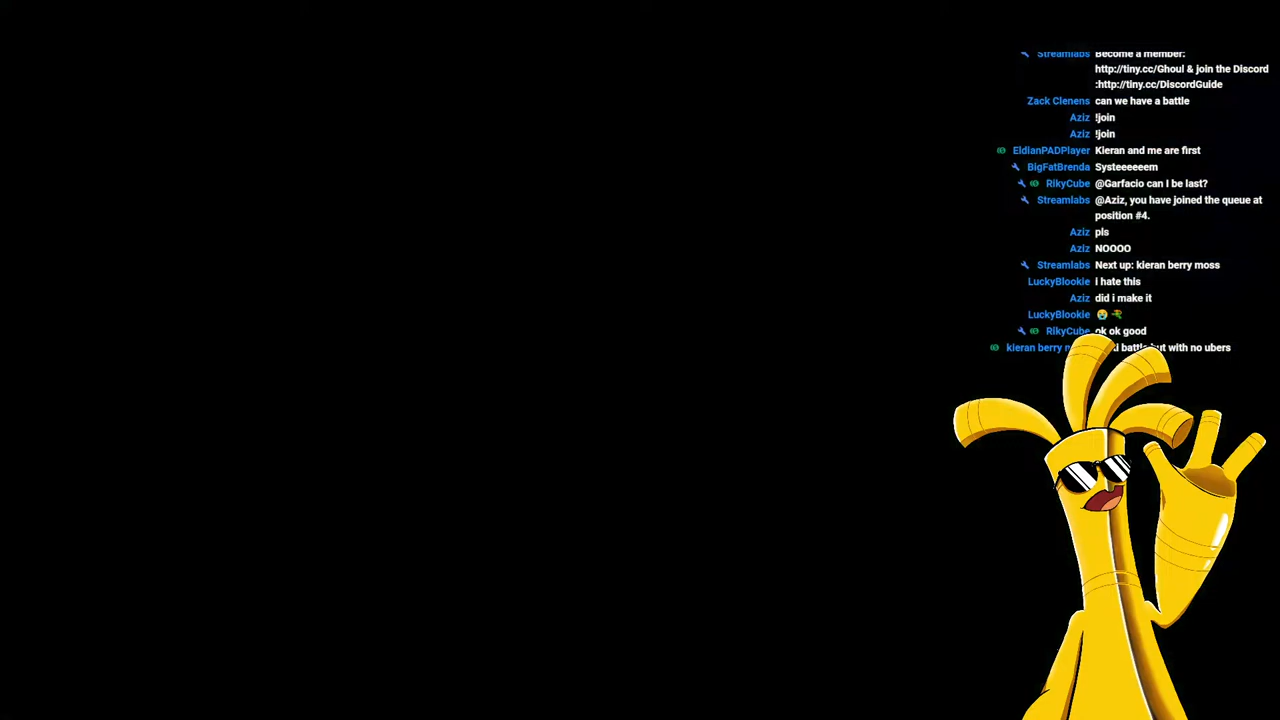 Streamlabs Become a member:
http://tiny.cc/Ghoul & join the Discord
:http://tiny.cc/DiscordGuide
Zack Clenens can we have a battle
Aziz !join
Aziz !join
EldianPADPlayer Kieran and me are first
BigFatBrenda Systeeeeeem
RikyCube @Garfacio can I be last?
Streamlabs @Aziz, you have joined the queue at
position #4.
Aziz pls
Aziz NOOOO
Streamlabs Next up: kieran berry moss
LuckyBlookie I hate this
Aziz did i make it
LuckyBlookie 😭🔫
RikyCube ok ok good
kieran berry battle but with no ubers